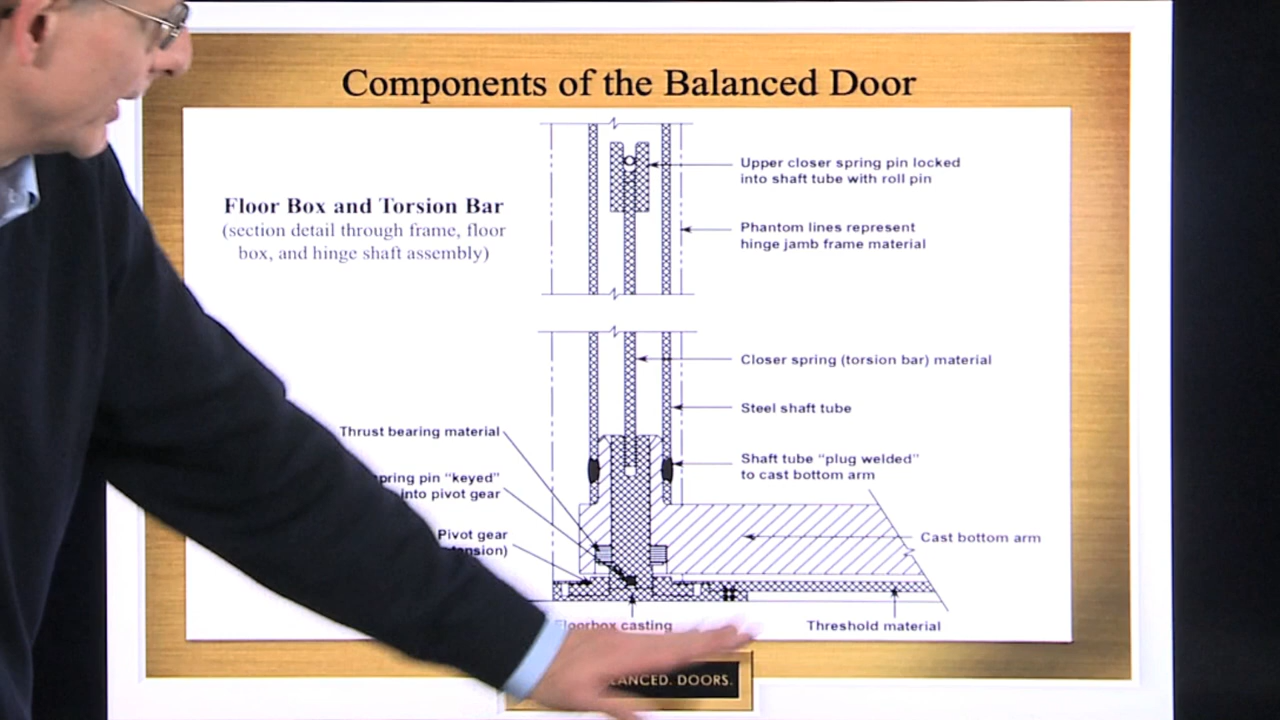 Components of the Balanced Door
Floor Box and Torsion Bar
(section detail through frame, floor
box, and hinge shaft assembly)
Upper closer spring pin locked
into shaft tube with roll pin
Phantom lines represent
hinge jamb frame material
Closer spring (torsion bar) material
Steel shaft tube
Thrust bearing material
Shaft tube “plug welded”
to cast bottom arm
pin “keyed”
into pivot gear
Pivot gear
Cast bottom arm
Floorbox casting
Threshold material
DOORS.